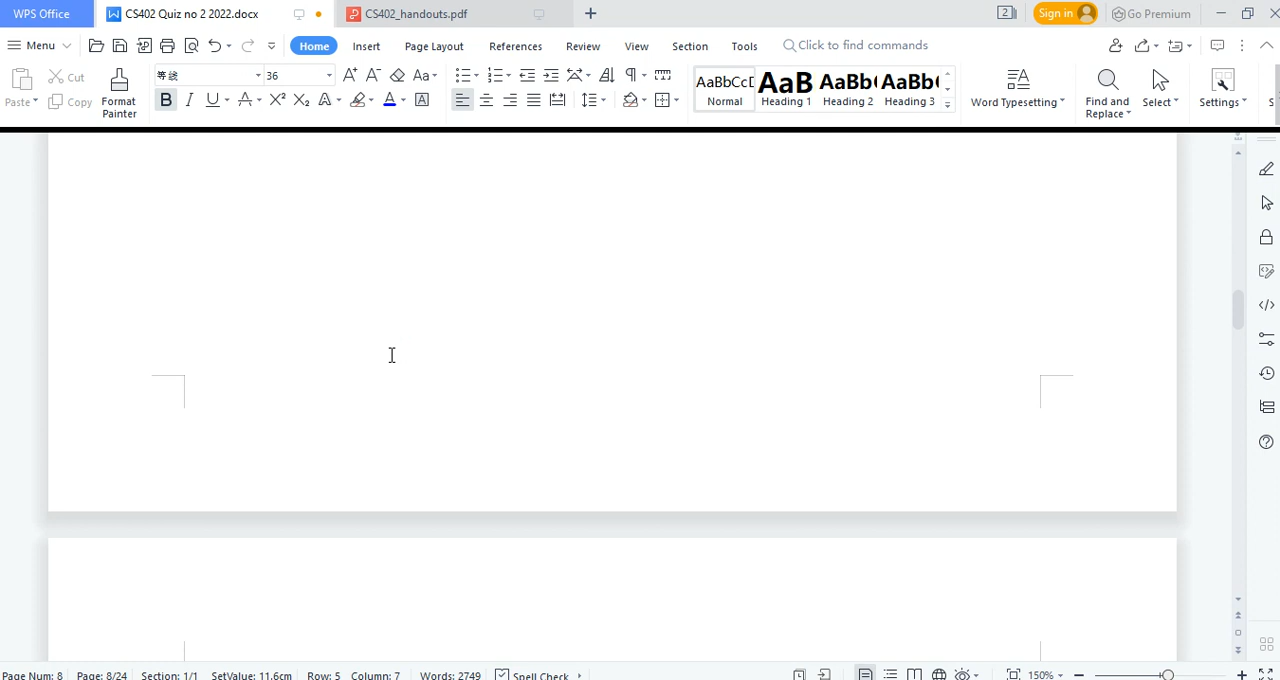 WPS Office CS402 Quiz no 2 2022.docx CS402_handouts.pdf 2 Sign in Go Premium
Menu Home Insert Page Layout References Review View Section Tools Click to find commands
Paste Cut Copy Format Painter 等线 36 AaBbCcD Normal AaB Heading 1 AaBb( Heading 2 AaBb( Heading 3 Word Typesetting Find and Replace Select Settings S
Page Num: 8 Page: 8/24 Section: 1/1 SetValue: 11.6cm Row: 5 Column: 7 Words: 2749 Spell Check 150%